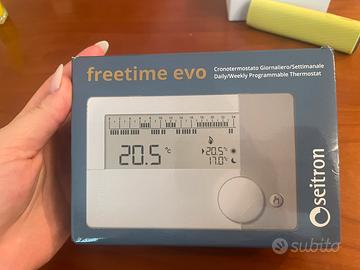 freetime evo
Cronotermostato Giornaliero/Settimanale
Daily/Weekly Programmable Thermostat
20.5 °C
20.5 °c
17.0 °c
seitron
subito